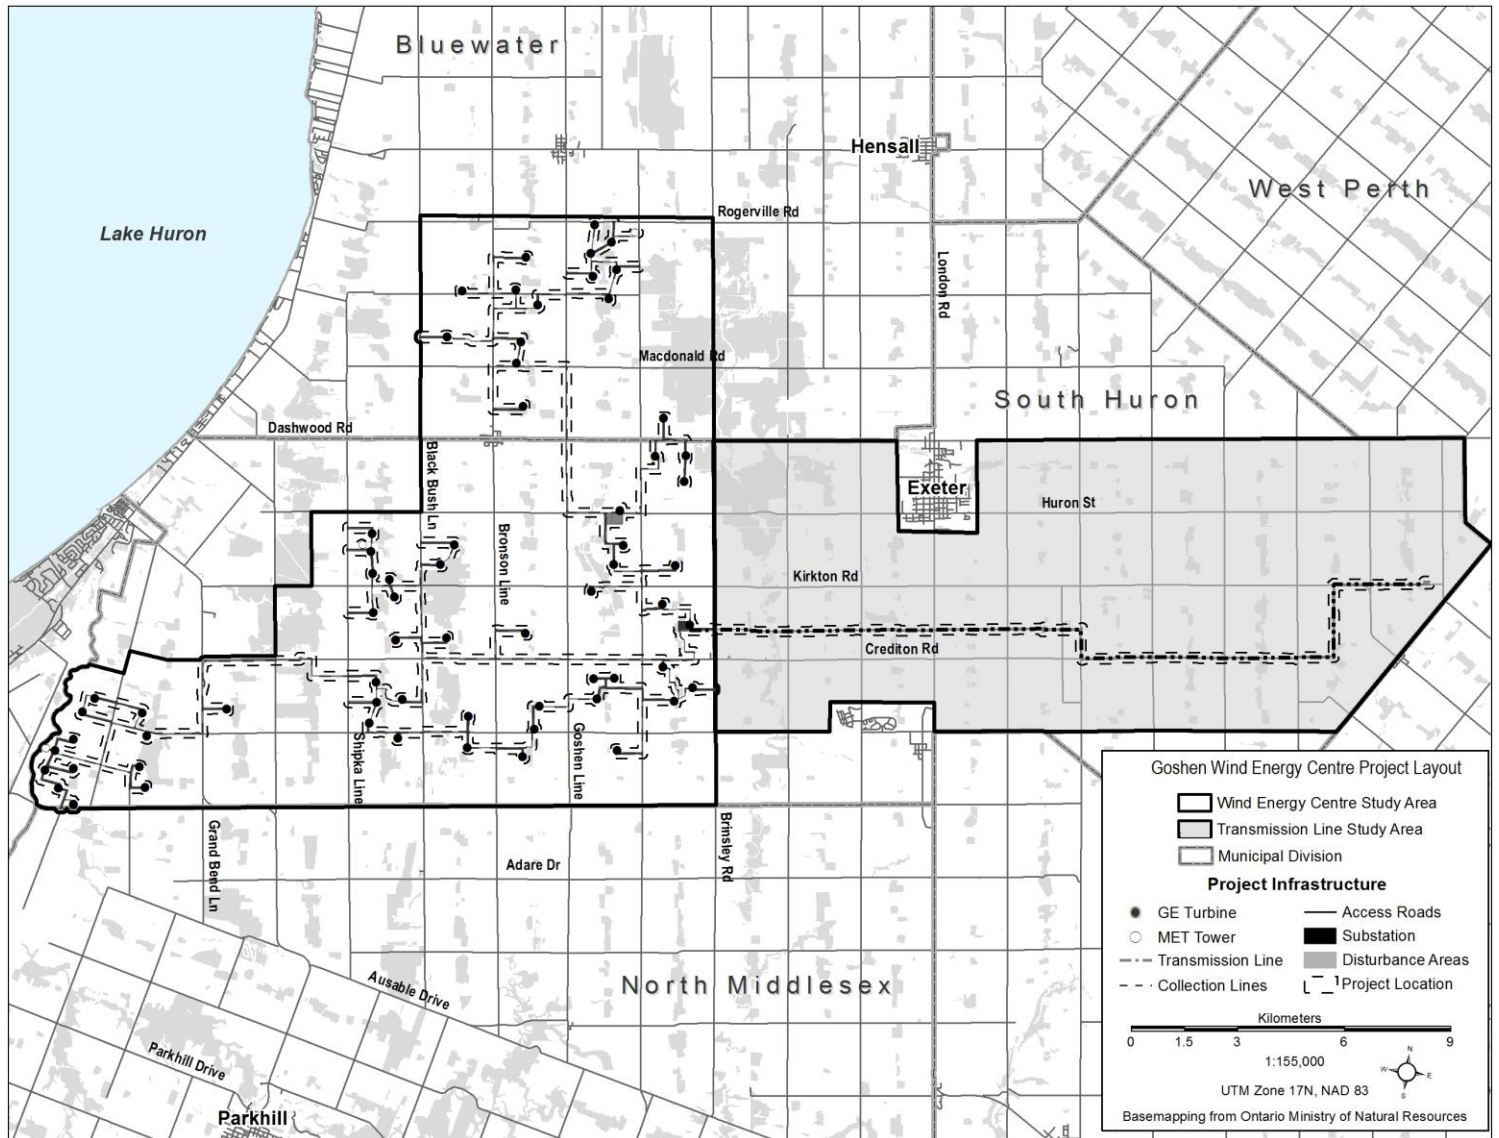 Bluewater
Hensall
West Perth
Rogerville Rd
Lake Huron
London Rd
Macdonald Rd
South Huron
Dashwood Rd
Black Bush Ln
Exeter
Huron St
Bronson Line
Kirkton Rd
Crediton Rd
Shipka Line
Goshen Line
Grand Bend Ln
Brinsley Rd
Adare Dr
North Middlesex
Ausable Drive
Parkhill Drive
Parkhill
Goshen Wind Energy Centre Project Layout
Wind Energy Centre Study Area
Transmission Line Study Area
Municipal Division
Project Infrastructure
GE Turbine
Access Roads
MET Tower
Substation
Transmission Line
Disturbance Areas
Collection Lines
Project Location
Kilometers
0 1.5 3 6 9
1:155,000
N
W E
S
UTM Zone 17N, NAD 83
Basemapping from Ontario Ministry of Natural Resources